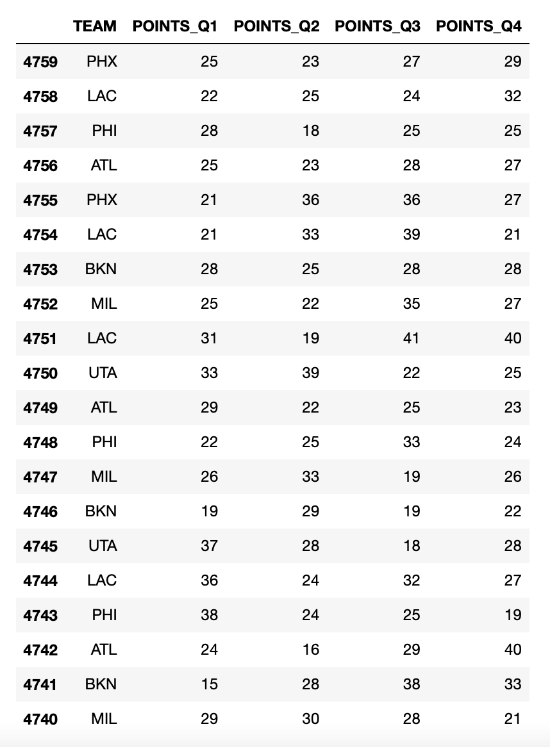 TEAM POINTS_Q1 POINTS_Q2 POINTS_Q3 POINTS_Q4
4759 PHX 25 23 27 29
4758 LAC 22 25 24 32
4757 PHI 28 18 25 25
4756 ATL 25 23 28 27
4755 PHX 21 36 36 27
4754 LAC 21 33 39 21
4753 BKN 28 25 28 28
4752 MIL 25 22 35 27
4751 LAC 31 19 41 40
4750 UTA 33 39 22 25
4749 ATL 29 22 25 23
4748 PHI 22 25 33 24
4747 MIL 26 33 19 26
4746 BKN 19 29 19 22
4745 UTA 37 28 18 28
4744 LAC 36 24 32 27
4743 PHI 38 24 25 19
4742 ATL 24 16 29 40
4741 BKN 15 28 38 33
4740 MIL 29 30 28 21